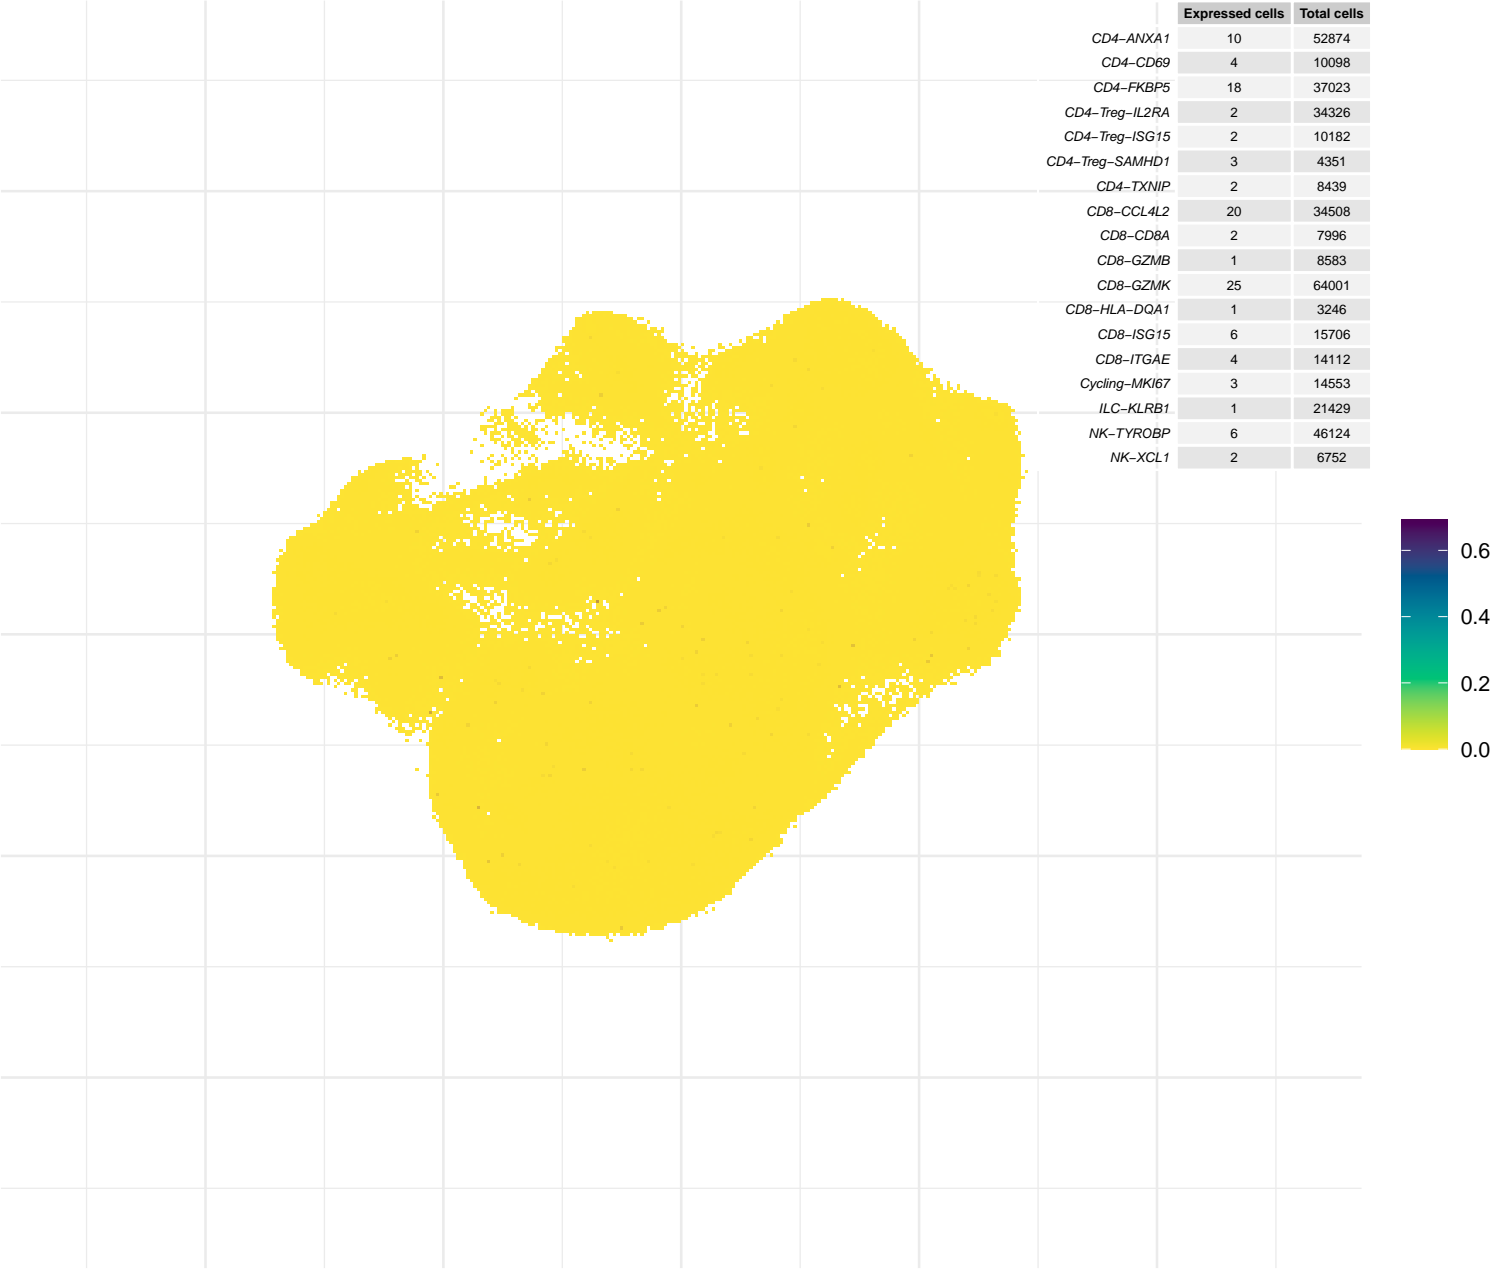 Expressed cells Total cells
CD4−ANXA1 10 52874
CD4−CD69 4 10098
CD4−FKBP5 18 37023
CD4−Treg−IL2RA 2 34326
CD4−Treg−ISG15 2 10182
CD4−Treg−SAMHD1 3 4351
CD4−TXNIP 2 8439
CD8−CCL4L2 20 34508
CD8−CD8A 2 7996
CD8−GZMB 1 8583
CD8−GZMK 25 64001
CD8−HLA−DQA1 1 3246
CD8−ISG15 6 15706
CD8−ITGAE 4 14112
Cycling−MKI67 3 14553
ILC−KLRB1 1 21429
NK−TYROBP 6 46124
NK−XCL1 2 6752
0.6
0.4
0.2
0.0